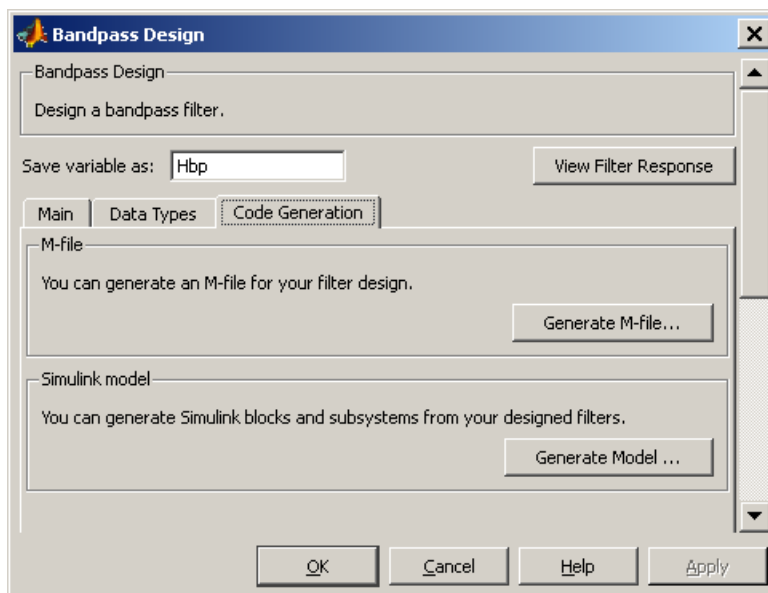 Bandpass Design
Bandpass Design
Design a bandpass filter.
Save variable as: Hbp View Filter Response
Main Data Types Code Generation
M-file
You can generate an M-file for your filter design.
Generate M-file...
Simulink model
You can generate Simulink blocks and subsystems from your designed filters.
Generate Model ...
OK Cancel Help Apply